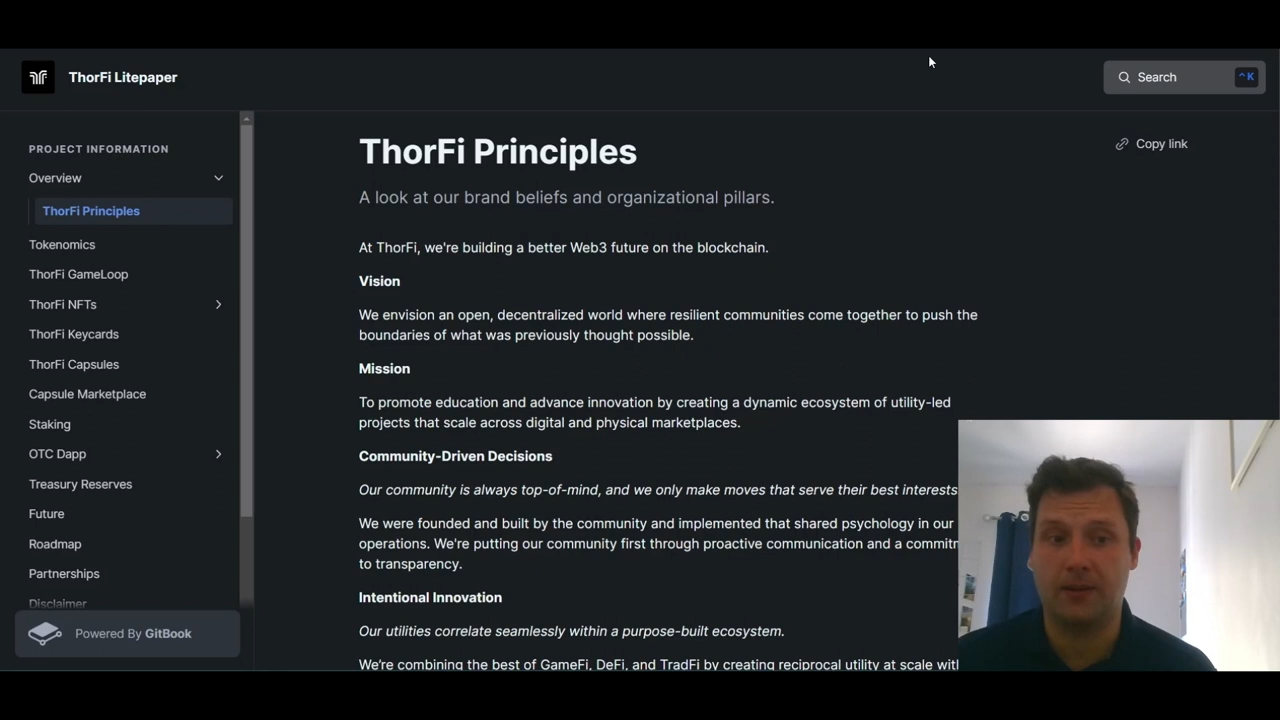 ThorFi Litepaper
Search
^K
PROJECT INFORMATION
Overview
ThorFi Principles
Tokenomics
ThorFi GameLoop
ThorFi NFTs
ThorFi Keycards
ThorFi Capsules
Capsule Marketplace
Staking
OTC Dapp
Treasury Reserves
Future
Roadmap
Partnerships
Disclaimer
Powered By GitBook
ThorFi Principles
Copy link
A look at our brand beliefs and organizational pillars.
At ThorFi, we're building a better Web3 future on the blockchain.
Vision
We envision an open, decentralized world where resilient communities come together to push the
boundaries of what was previously thought possible.
Mission
To promote education and advance innovation by creating a dynamic ecosystem of utility-led
projects that scale across digital and physical marketplaces.
Community-Driven Decisions
Our community is always top-of-mind, and we only make moves that serve their best interests
We were founded and built by the community and implemented that shared psychology in our
operations. We're putting our community first through proactive communication and a
to transparency.
Intentional Innovation
Our utilities correlate seamlessly within a purpose-built ecosystem.
We're combining the best of GameFi, DeFi, and TradFi by creating reciprocal utility at scale